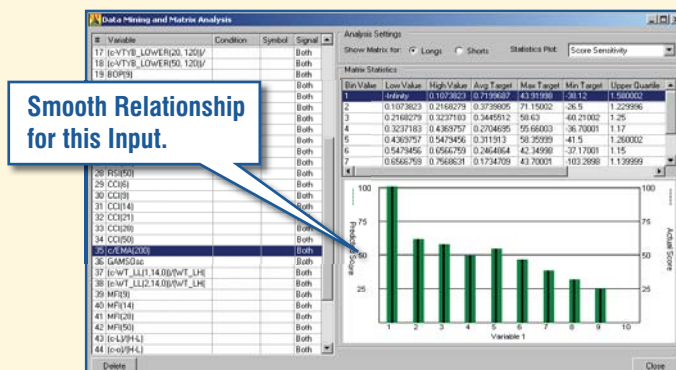 Data Mining and Matrix Analysis
# Variable Condition Symbol Signal
17 (c-VTYB_LOWER(20, 120))/ Both
18 (c-VTYB_LOWER(50, 120))/ Both
19 BOP(9) Both
Both
Both
Both
Both
Both
Both
Both
Both
28 RSI(50) Both
29 CCI(6) Both
30 CCI(9) Both
31 CCI(14) Both
32 CCI(21) Both
33 CCI(28) Both
34 CCI(50) Both
35 c/EMA(200) Both
36 GAMSOac Both
37 (c-WT_LL(1,14,0))/(WT_LH( Both
38 (c-WT_LL(2,14,0))/(WT_LH( Both
39 MFI(9) Both
40 MFI(14) Both
41 MFI(28) Both
42 MFI(50) Both
43 (c-L)/(H-L) Both
44 (c-o)/(H-L) Both
Delete
Smooth Relationship
for this Input.
Analysis Settings
Show Matrix for: Longs Shorts Statistics Plot: Score Sensitivity
Matrix Statistics
Bin Value Low Value High Value Avg Target Max Target Min Target Upper Quartile
1 -Infinity 0.1073823 0.7199687 43.91998 -38.12 1.580002
2 0.1073823 0.2168279 0.3739805 71.15002 -26.5 1.229996
3 0.2168279 0.3237183 0.3445512 58.63 -60.21002 1.25
4 0.3237183 0.4369757 0.2704695 55.66003 -36.70001 1.17
5 0.4369757 0.5479456 0.311913 58.35999 -41.5 1.260002
6 0.5479456 0.6566759 0.2464864 42.34998 -37.17001 1.15
7 0.6566759 0.7568631 0.1734709 43.70001 -103.2898 1.139999
100 100
75 75
50 50
25 25
Predicted Score
Actual Score
1 2 3 4 5 6 7 8 9 10
Variable 1
Close